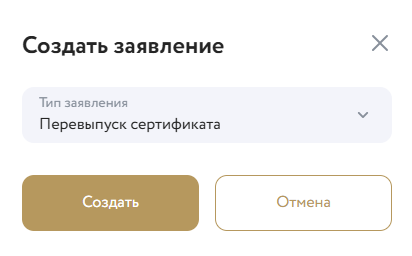 Создать заявление
Тип заявления
Перевыпуск сертификата
Создать
Отмена